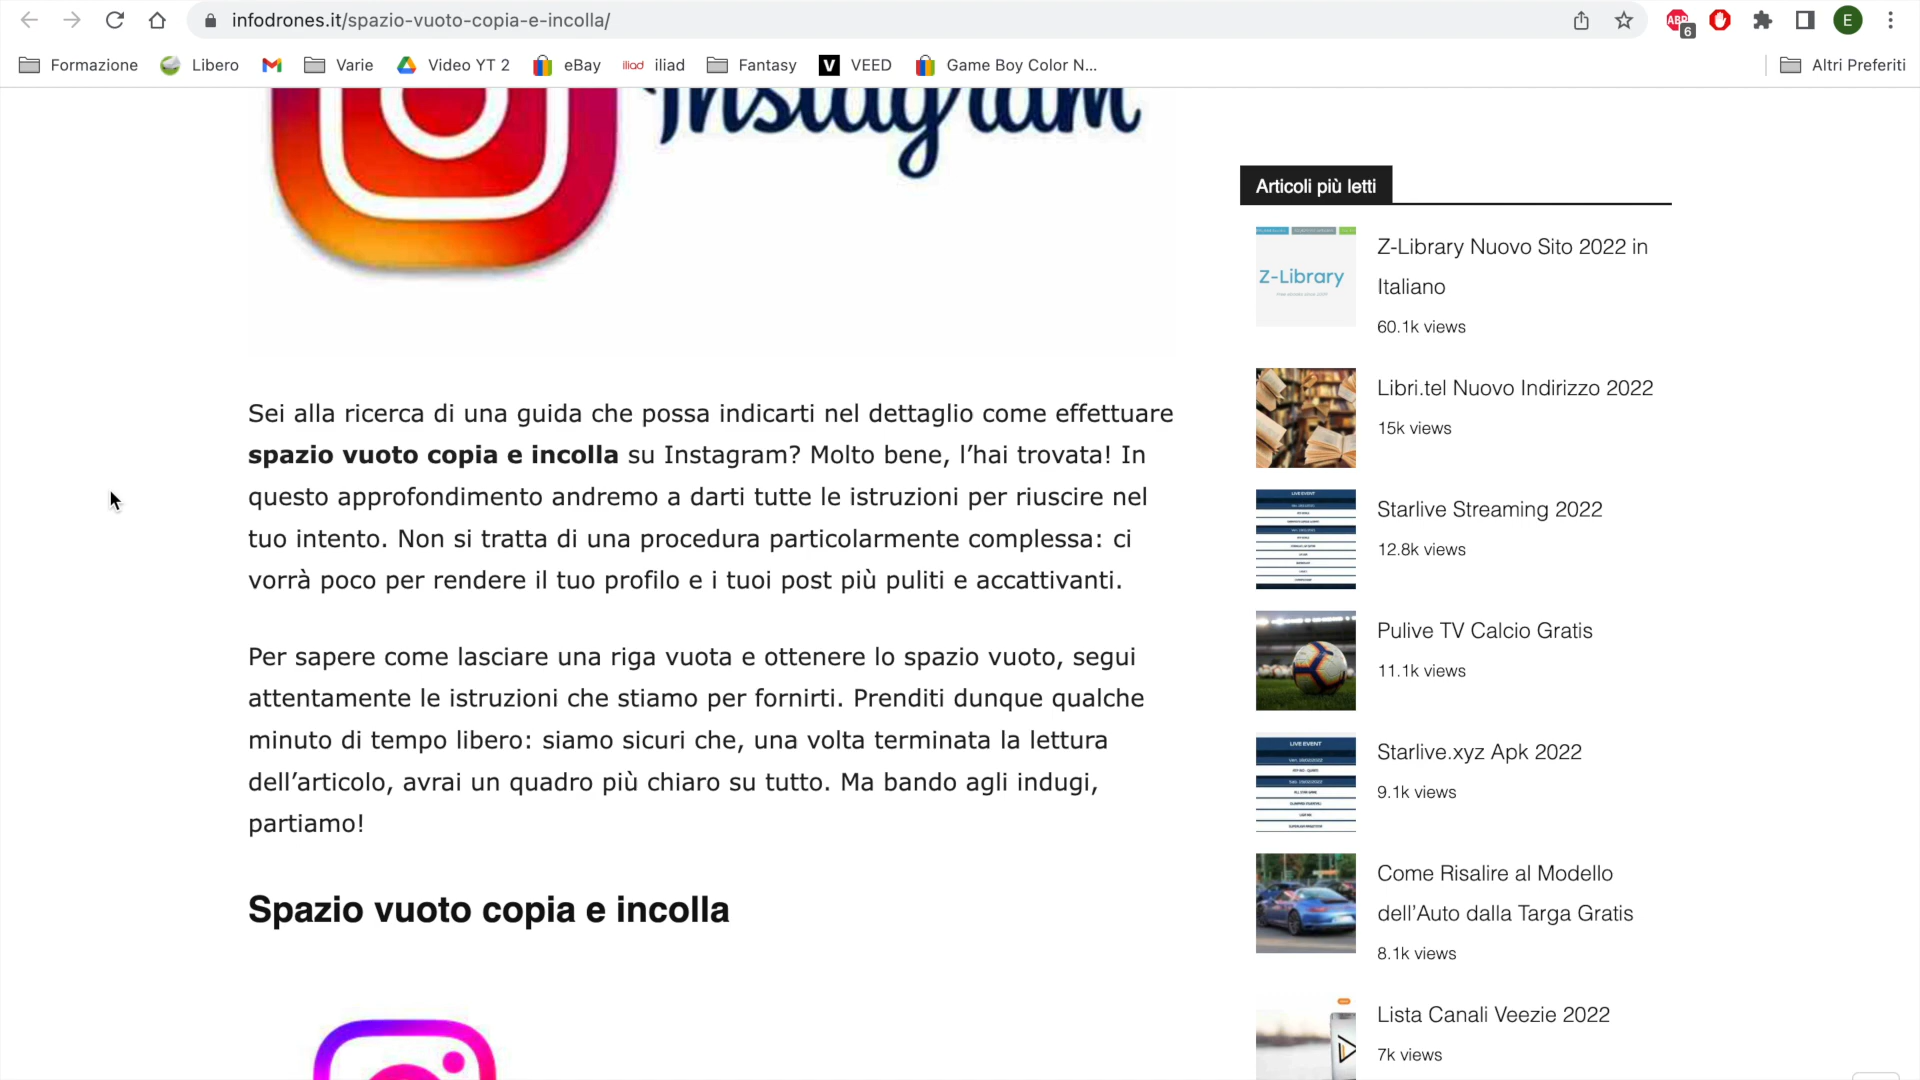 infodrones.it/spazio-vuoto-copia-e-incolla/
ABP
6
E
Formazione
Libero
Varie
Video YT 2
eBay
iliad iliad
Fantasy
V VEED
Game Boy Color N...
Altri Preferiti
Instagram
Sei alla ricerca di una guida che possa indicarti nel dettaglio come effettuare
spazio vuoto copia e incolla su Instagram? Molto bene, l’hai trovata! In
questo approfondimento andremo a darti tutte le istruzioni per riuscire nel
tuo intento. Non si tratta di una procedura particolarmente complessa: ci
vorrà poco per rendere il tuo profilo e i tuoi post più puliti e accattivanti.
Per sapere come lasciare una riga vuota e ottenere lo spazio vuoto, segui
attentamente le istruzioni che stiamo per fornirti. Prenditi dunque qualche
minuto di tempo libero: siamo sicuri che, una volta terminata la lettura
dell’articolo, avrai un quadro più chiaro su tutto. Ma bando agli indugi,
partiamo!
Spazio vuoto copia e incolla
Articoli più letti
Z-Library
Z-Library Nuovo Sito 2022 in
Italiano
60.1k views
Libri.tel Nuovo Indirizzo 2022
15k views
LIVE EVENT
Starlive Streaming 2022
12.8k views
Pulive TV Calcio Gratis
11.1k views
LIVE EVENT
Starlive.xyz Apk 2022
9.1k views
Come Risalire al Modello
dell’Auto dalla Targa Gratis
8.1k views
Lista Canali Veezie 2022
7k views